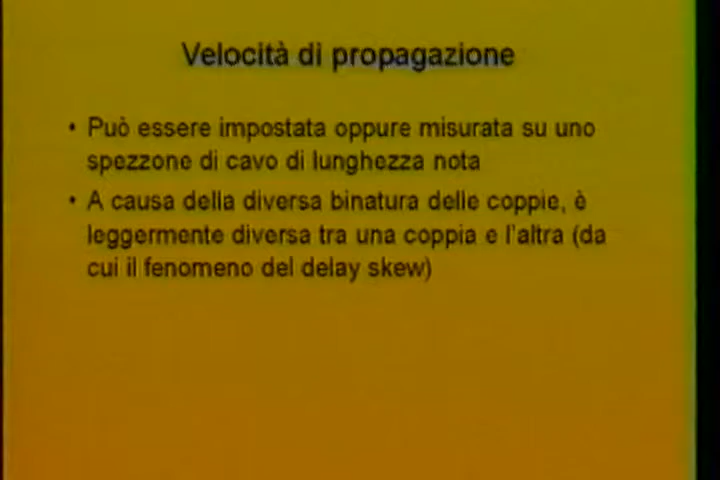 Velocità di propagazione
• Può essere impostata oppure misurata su uno
spezzone di cavo di lunghezza nota
• A causa della diversa binatura delle coppie, è
leggermente diversa tra una coppia e l'altra (da
cui il fenomeno del delay skew)